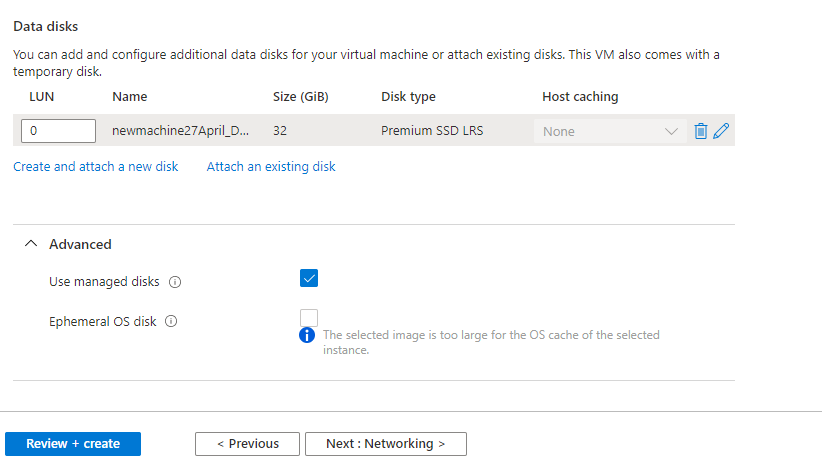 Data disks
You can add and configure additional data disks for your virtual machine or attach existing disks. This VM also comes with a
temporary disk.
LUN Name Size (GiB) Disk type Host caching
0 newmachine27April_D... 32 Premium SSD LRS None
Create and attach a new disk Attach an existing disk
Advanced
Use managed disks
Ephemeral OS disk
The selected image is too large for the OS cache of the selected
instance.
Review + create < Previous Next : Networking >